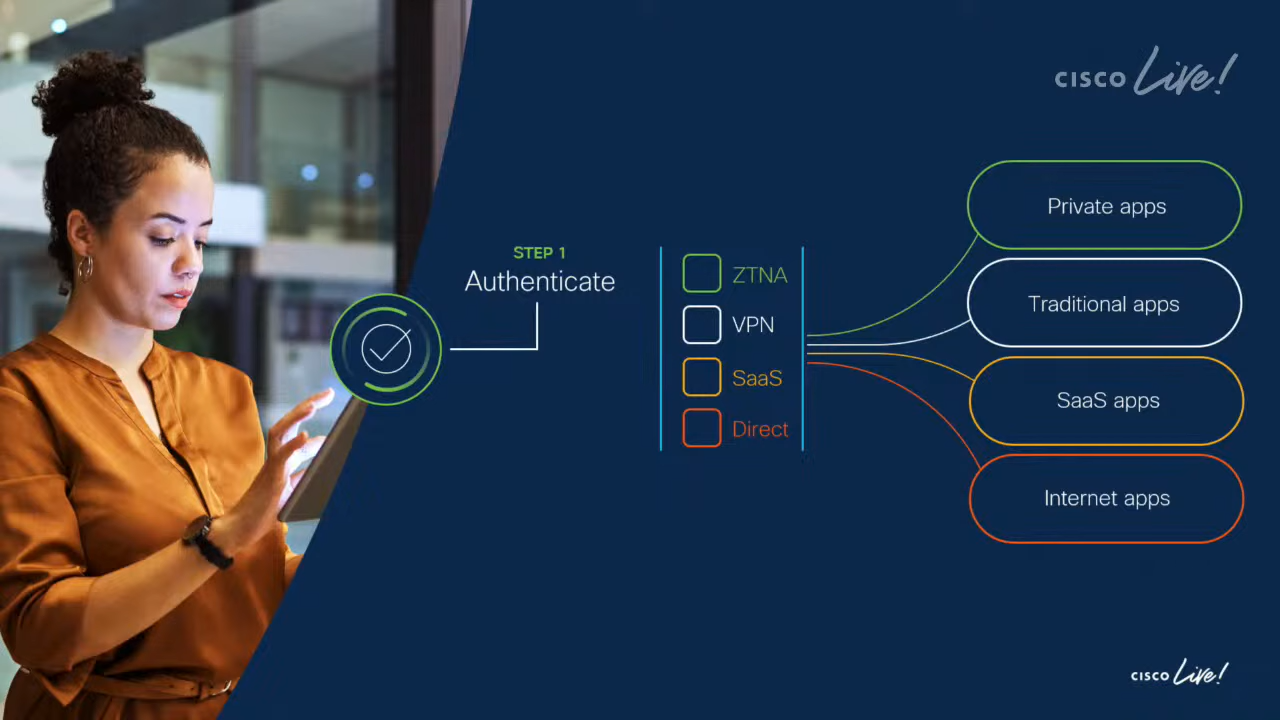 CISCO Live!
STEP 1
Authenticate
ZTNA
VPN
SaaS
Direct
Private apps
Traditional apps
SaaS apps
Internet apps
CISCO Live!